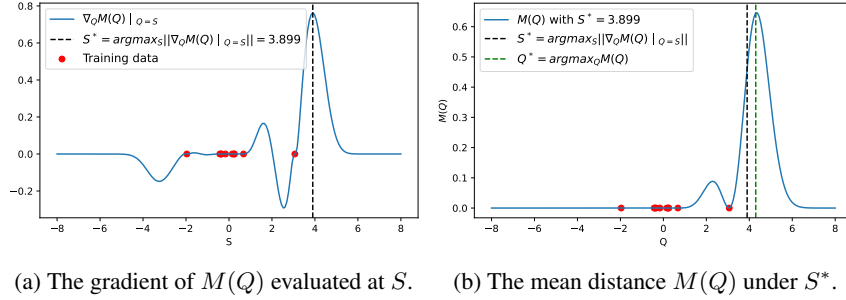 ∇_Q M(Q) |_{Q=S}
S* = argmax_S||∇_Q M(Q) |_{Q=S}|| = 3.899
Training data
0.8
0.6
0.4
0.2
0.0
−0.2
−8 −6 −4 −2 0 2 4 6 8
S
M(Q) with S* = 3.899
S* = argmax_S||∇_Q M(Q) |_{Q=S}||
Q* = argmax_Q M(Q)
M(Q)
0.6
0.5
0.4
0.3
0.2
0.1
0.0
−8 −6 −4 −2 0 2 4 6 8
Q
(a) The gradient of M(Q) evaluated at S.
(b) The mean distance M(Q) under S*.